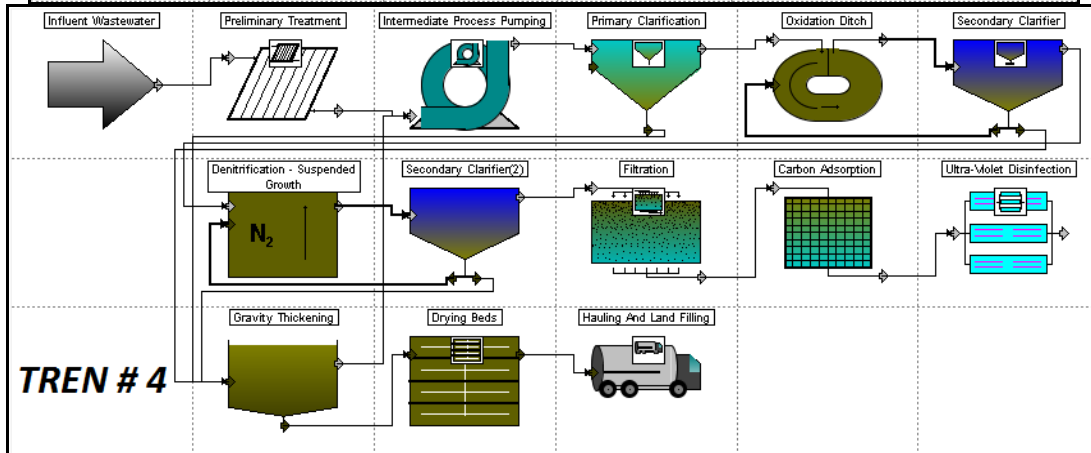 Influent Wastewater
Preliminary Treatment
Intermediate Process Pumping
Primary Clarification
Oxidation Ditch
Secondary Clarifier
Denitrification - Suspended
Growth
Secondary Clarifier(2)
Filtration
Carbon Adsorption
Ultra-Violet Disinfection
N₂
Gravity Thickening
Drying Beds
Hauling And Land Filling
TREN # 4